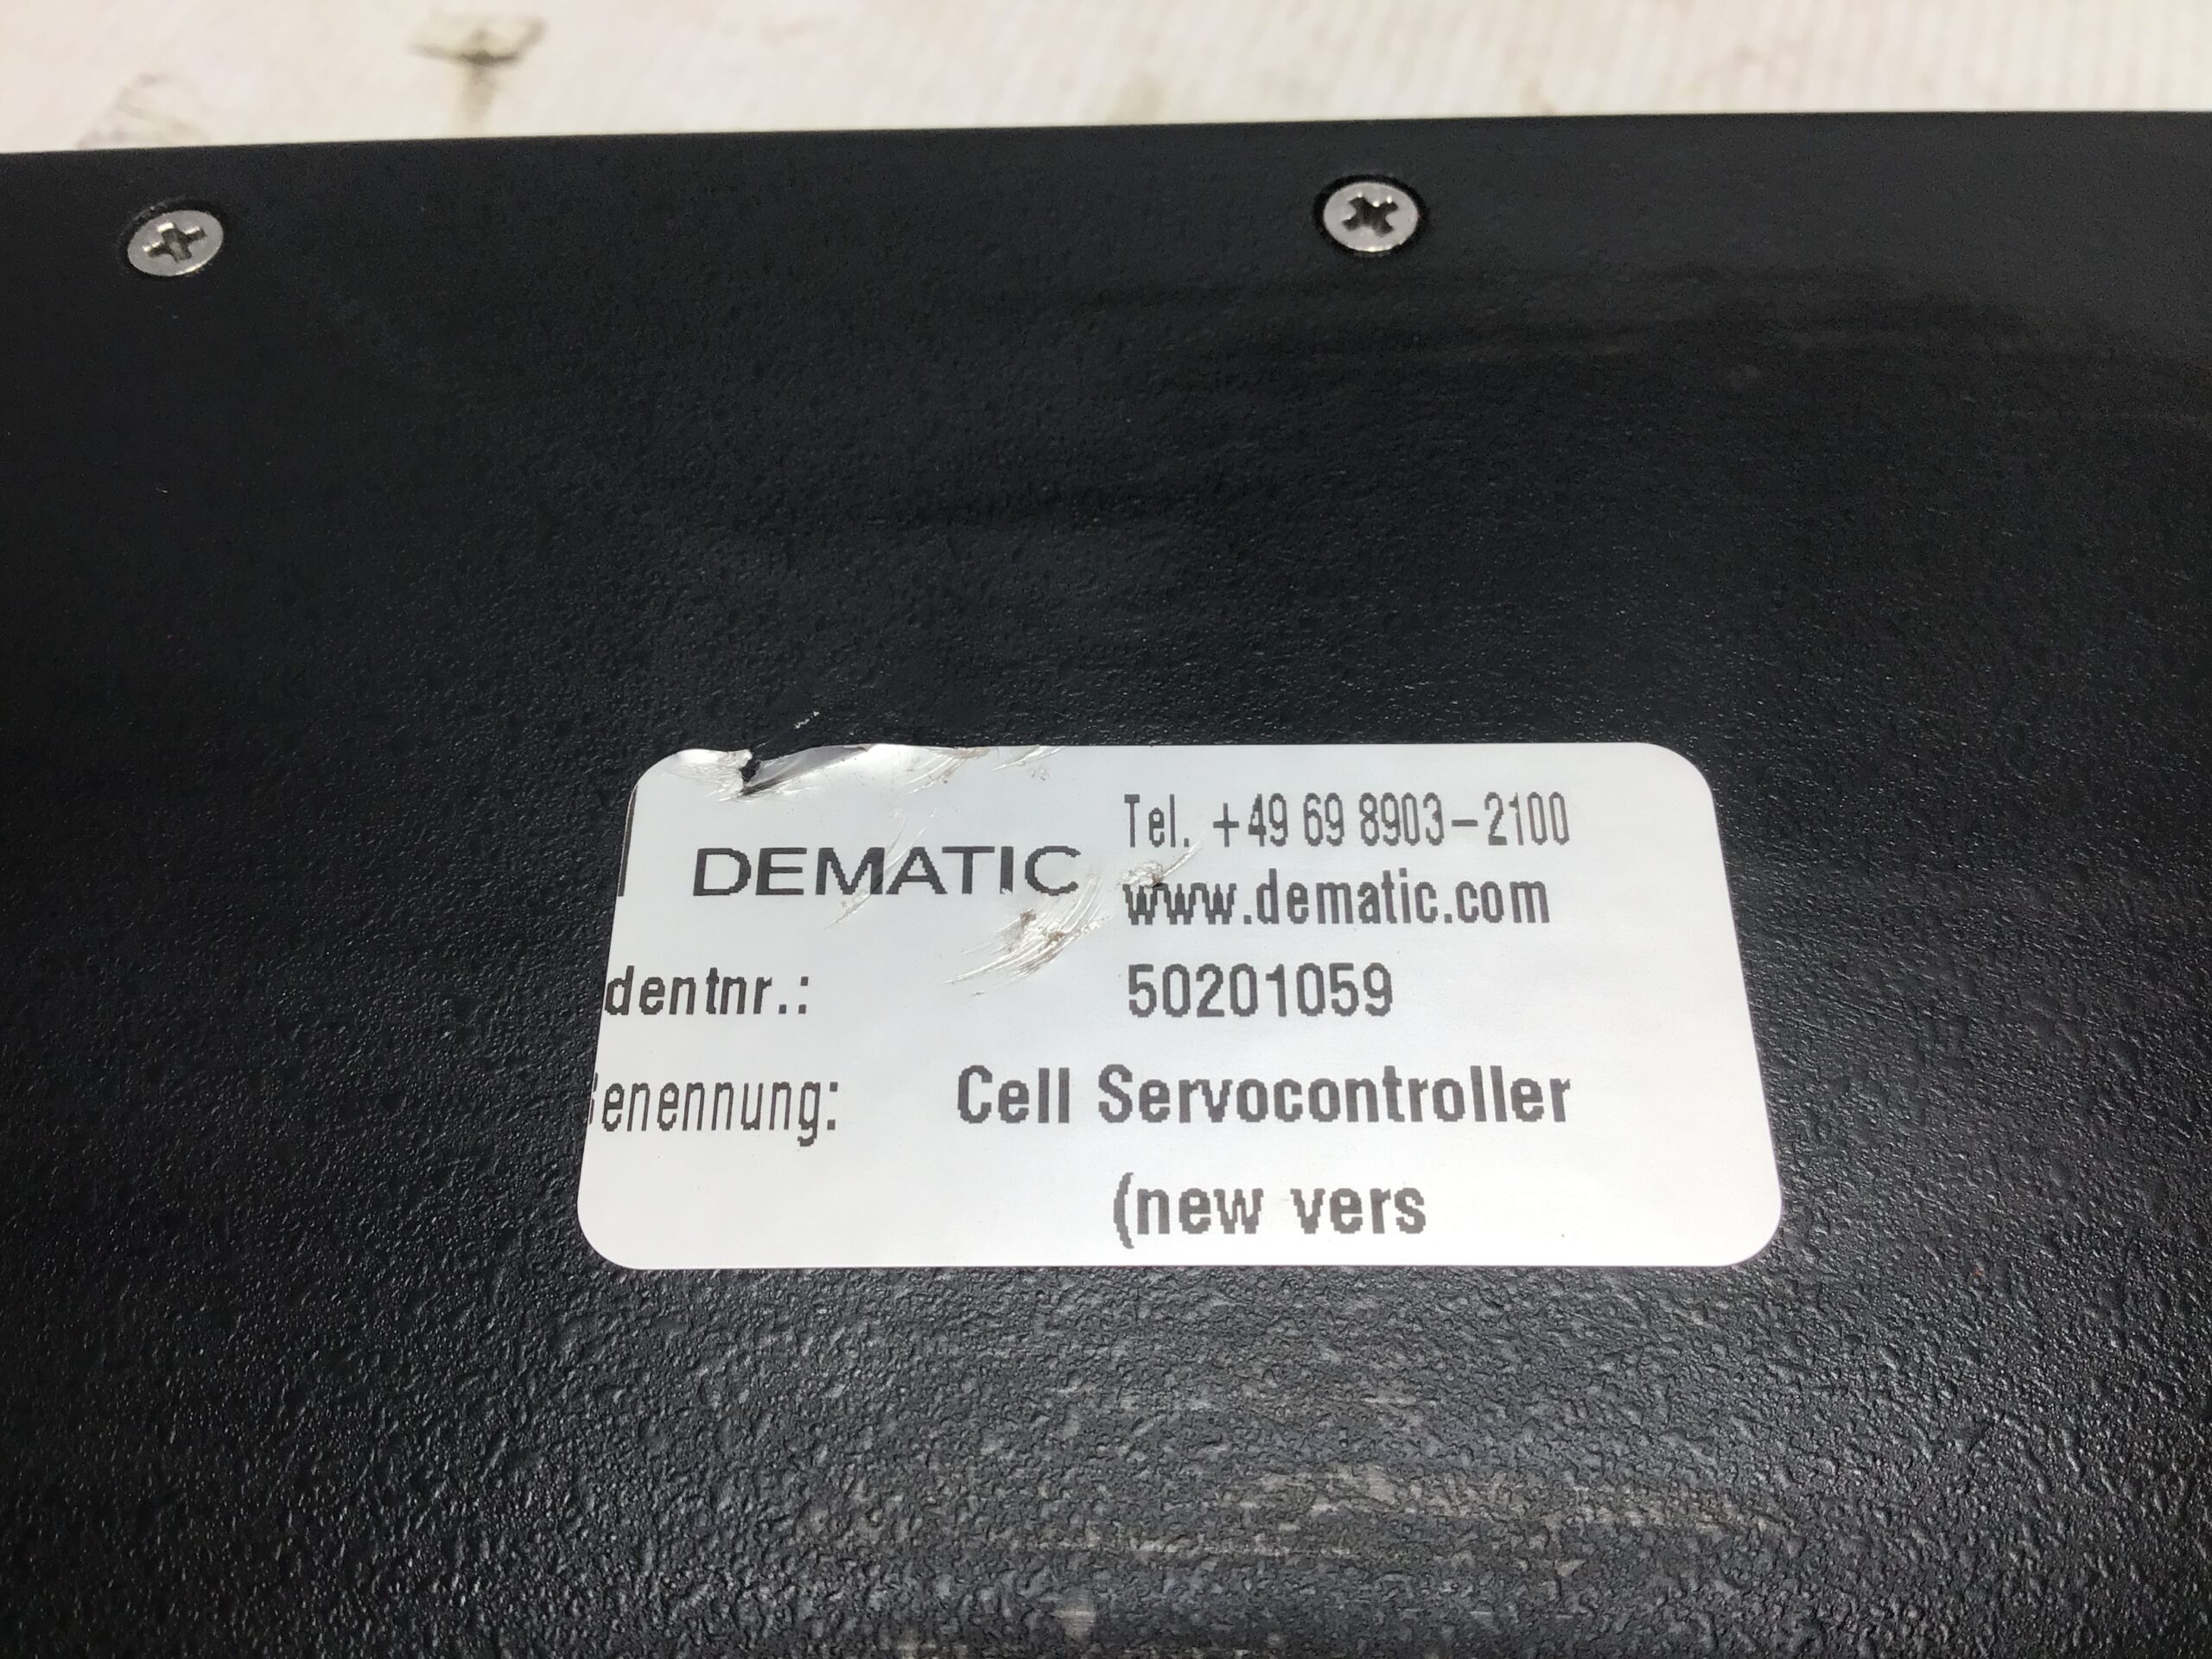 DEMATIC
Tel. +49 69 8903-2100
www.dematic.com
dentnr.: 50201059
enennung: Cell Servocontroller
(new vers